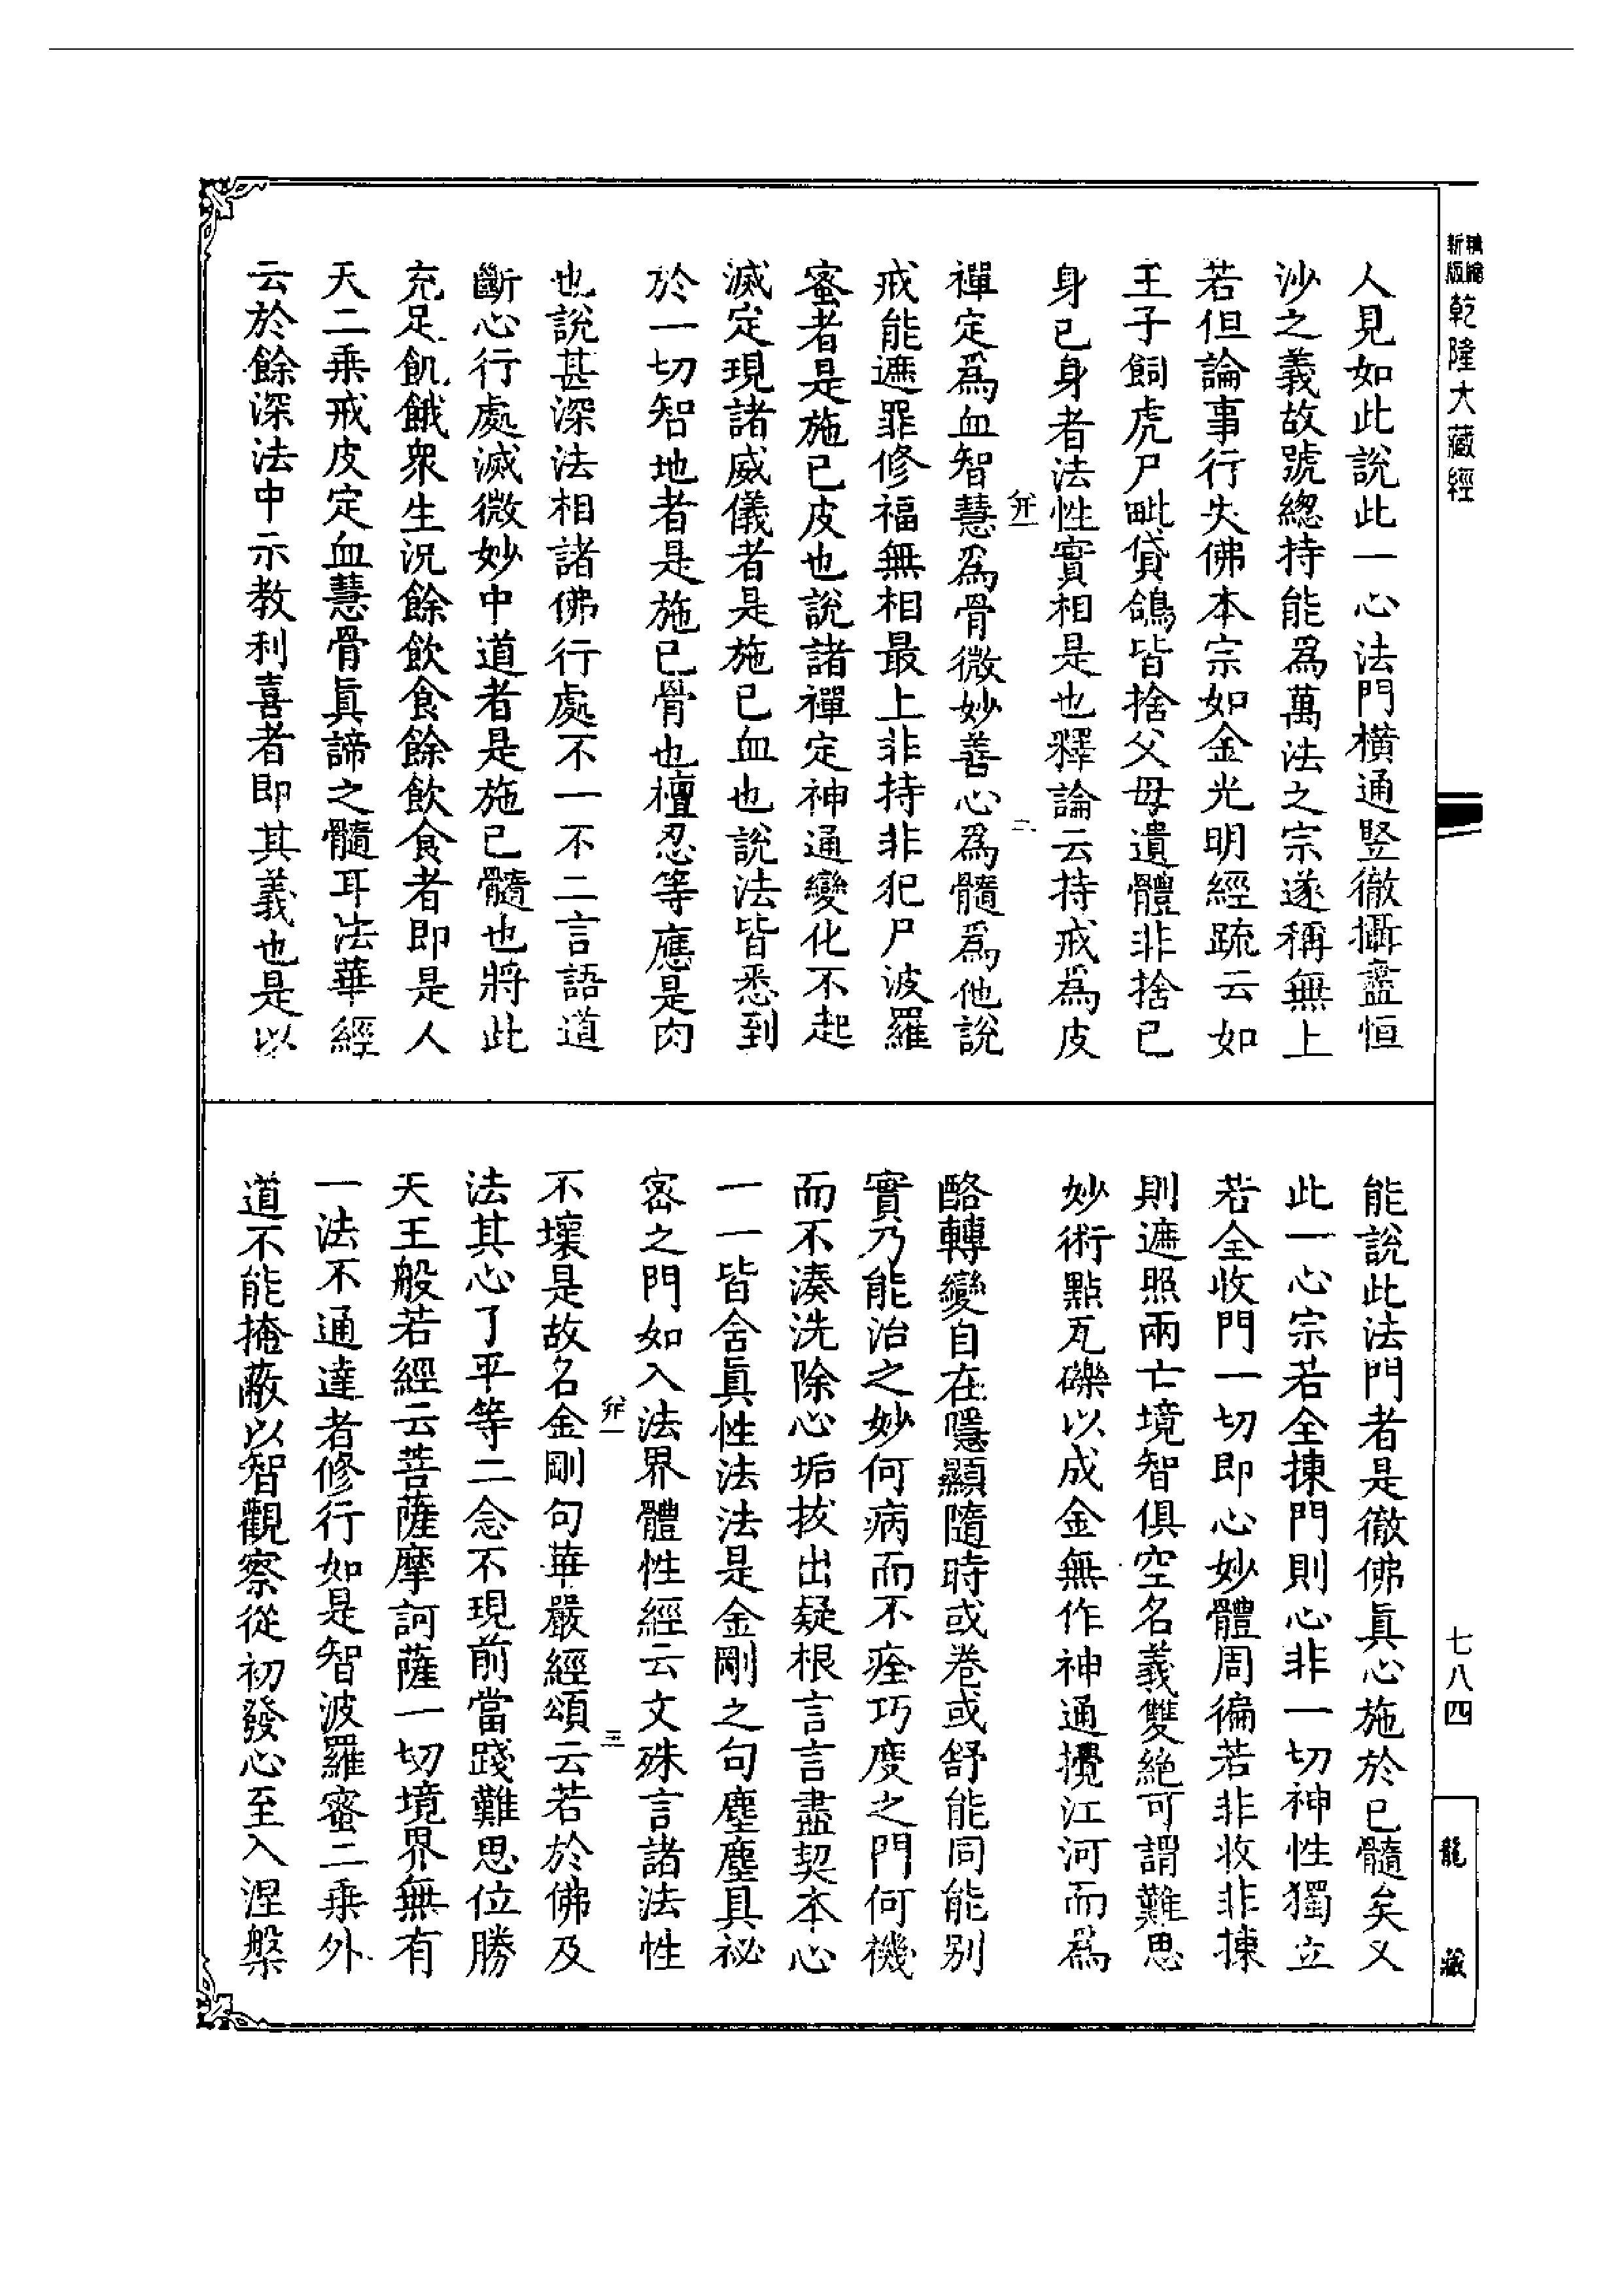 新版
精縮
乾隆大藏經
人見如此說此一心法門橫通竪徹攝盡恒
沙之義故號總持能爲萬法之宗遂稱無上
若但論事行失佛本宗如金光明經疏云如
王子飼虎尸毗貸鴿皆捨父母遺體非捨己
身己身者法性實相是也釋論云持戒爲皮
禪定爲血智慧爲骨微妙善心爲髓爲他說
戒能遮罪修福無相最上非持非犯尸波羅
蜜者是施己皮也說諸禪定神通變化不起
滅定現諸威儀者是施己血也說法皆悉到
於一切智地者是施己骨也檀忍等應是肉
也說甚深法相諸佛行處不一不二言語道
斷心行處滅微妙中道者是施己髓也將此
充足飢餓衆生況餘飲食餘飲食者即是人
天二乘戒皮定血慧骨眞諦之髓耳法華經
云於餘深法中示教利喜者即其義也是以
能說此法門者是徹佛眞心施於己髓矣又
此一心宗若全揀門則心非一切神性獨立
若全收門一切即心妙體周徧若非收非揀
則遮照兩亡境智俱空名義雙絶可謂難思
妙術點瓦礫以成金無作神通攪江河而爲
酪轉變自在隱顯隨時或卷或舒能同能別
實乃能治之妙何病而不痊巧度之門何機
而不湊洗除心垢拔出疑根言言盡契本心
一一皆含眞性法法是金剛之句塵塵具祕
密之門如入法界體性經云文殊言諸法性
不壞是故名金剛句華嚴經頌云若於佛及
法其心了平等二念不現前當踐難思位勝
天王般若經云菩薩摩訶薩一切境界無有
一法不通達者修行如是智波羅蜜二乘外
道不能掩蔽以智觀察從初發心至入涅槃
七八四
龍藏